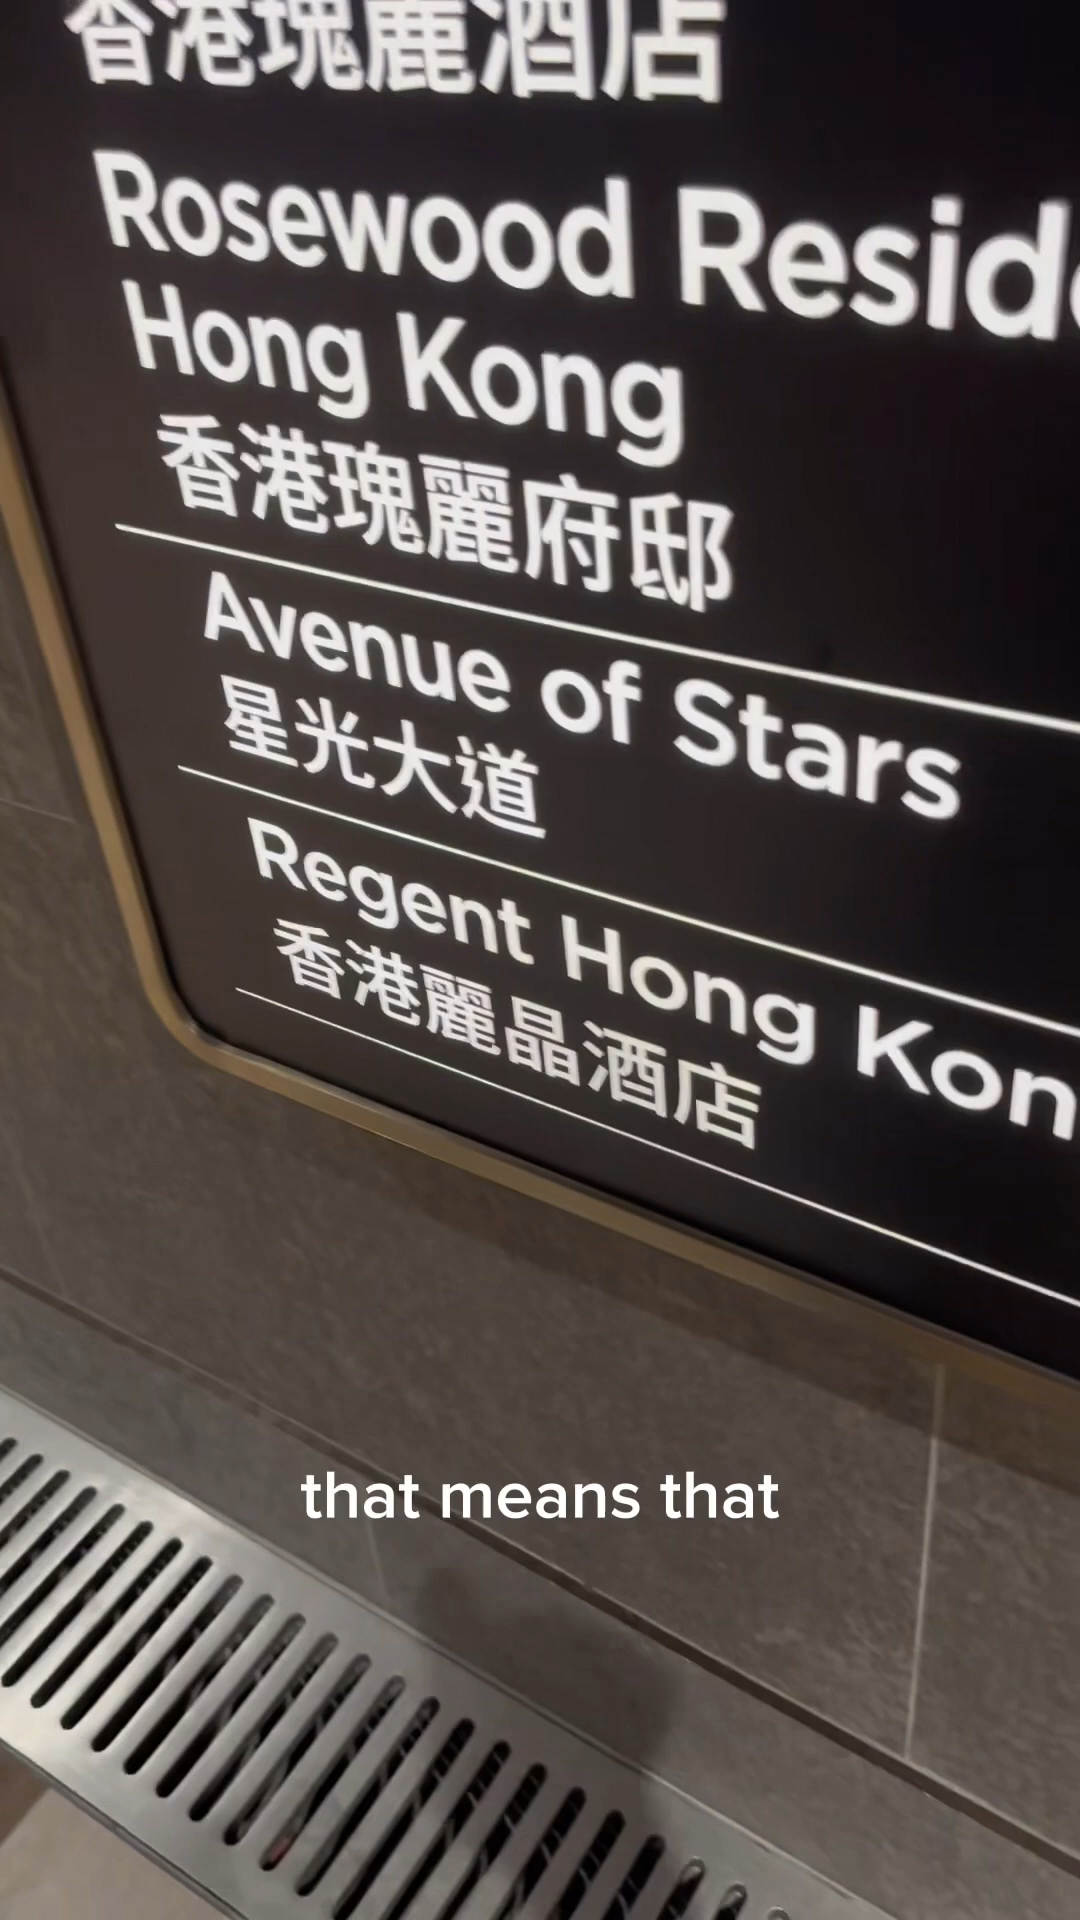 香港瑰麗酒店
Rosewood Resid
Hong Kong
香港瑰麗府邸
Avenue of Stars
星光大道
Regent Hong Kon
香港麗晶酒店
that means that